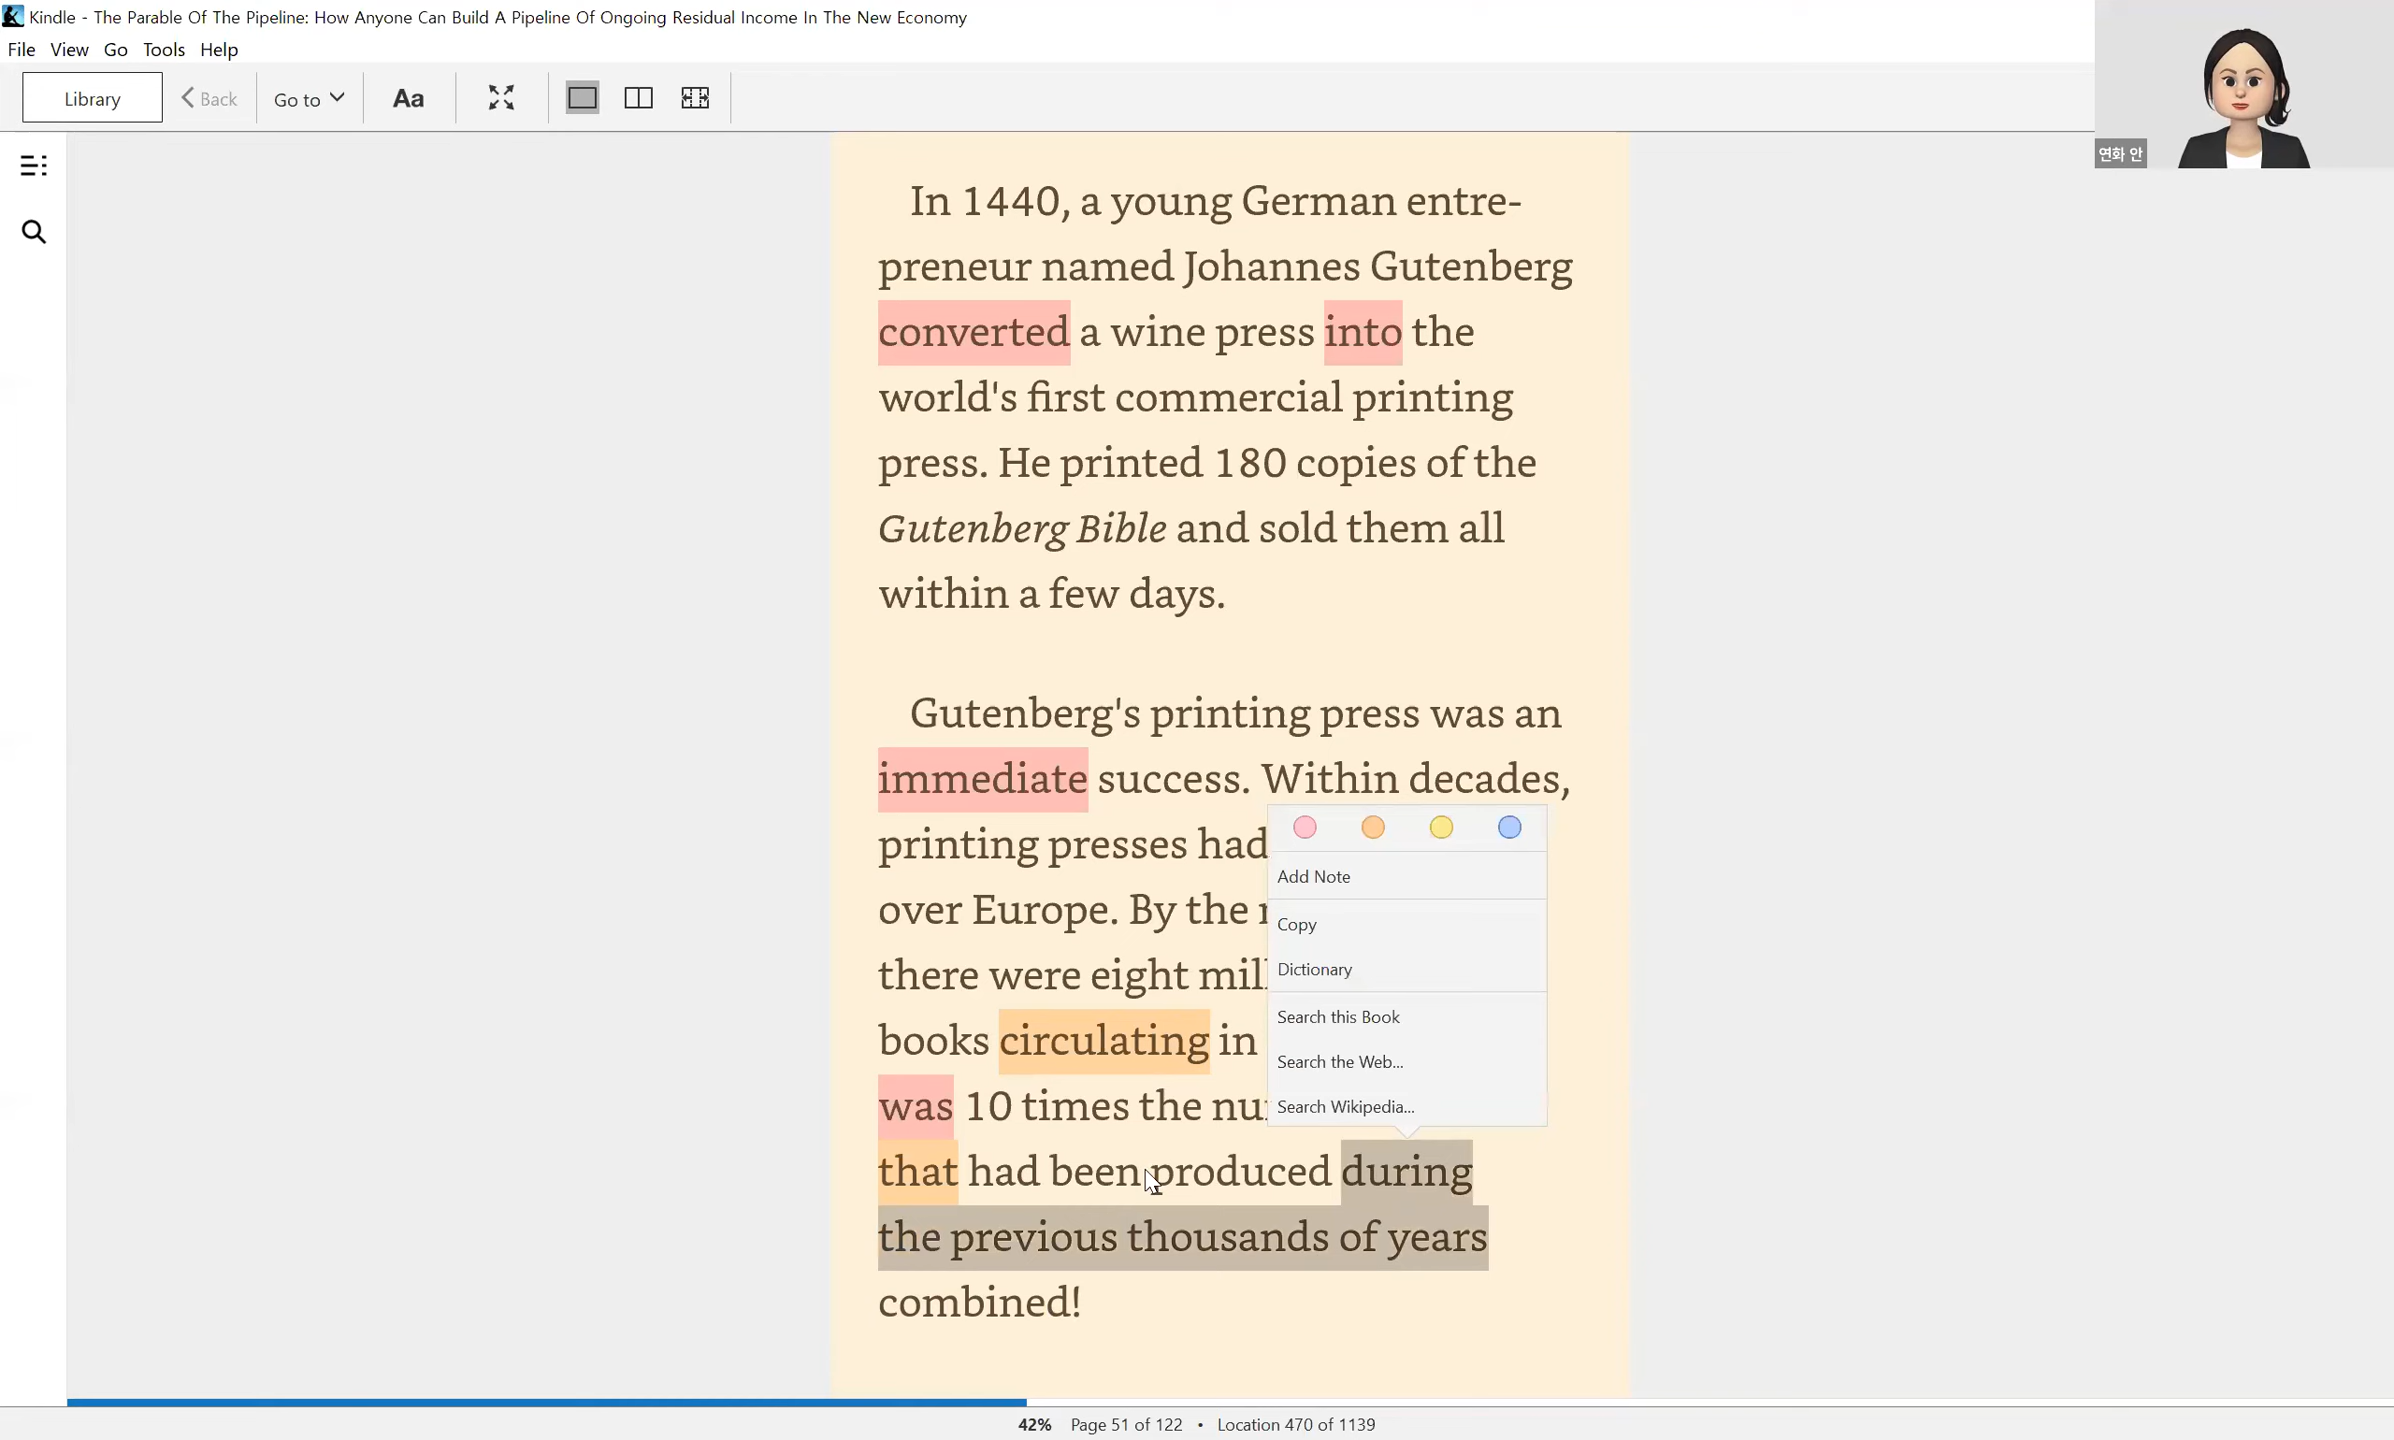 Kindle - The Parable Of The Pipeline: How Anyone Can Build A Pipeline Of Ongoing Residual Income In The New Economy
File View Go Tools Help
Library Back Go to Aa
연화 안
In 1440, a young German entre-
preneur named Johannes Gutenberg
converted a wine press into the
world's first commercial printing
press. He printed 180 copies of the
Gutenberg Bible and sold them all
within a few days.
Gutenberg's printing press was an
immediate success. Within decades,
printing presses had
over Europe. By the
there were eight
books circulating in
was 10 times the
that had been produced during
the previous thousands of years
combined!
Add Note
Copy
Dictionary
Search this Book
Search the Web...
Search Wikipedia...
42% Page 51 of 122 • Location 470 of 1139